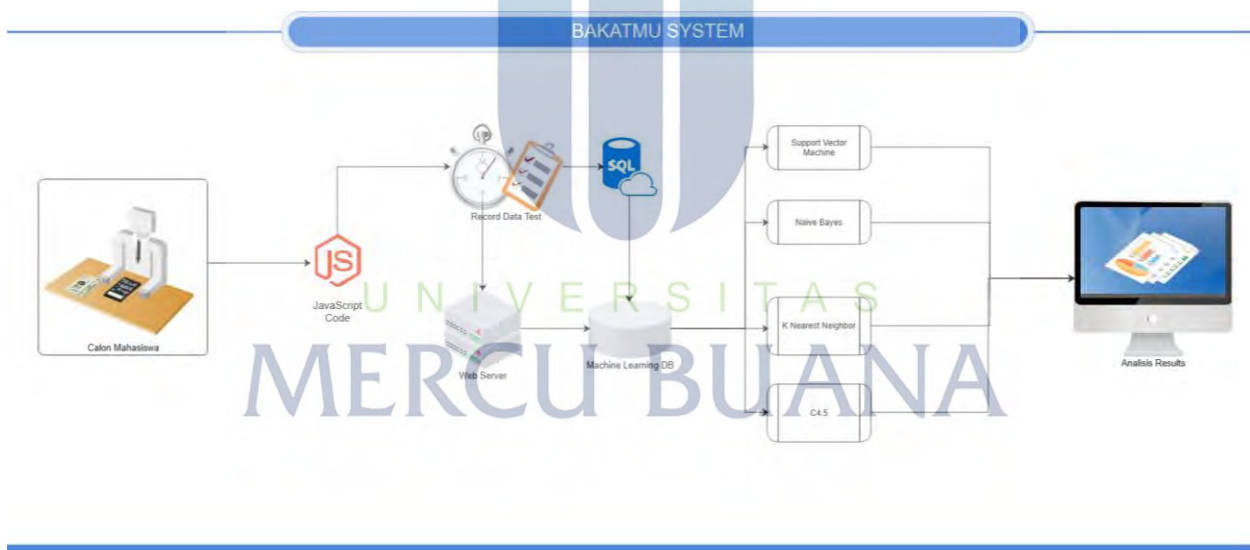 BAKATMU SYSTEM
Calon Mahasiswa
JS
JavaScript
Code
Record Data Test
SQL
Web Server
Machine Learning DB
Support Vector
Machine
Naive Bayes
K Nearest Neighbor
C4.5
Analisis Results
UNIVERSITAS
MERCU BUANA